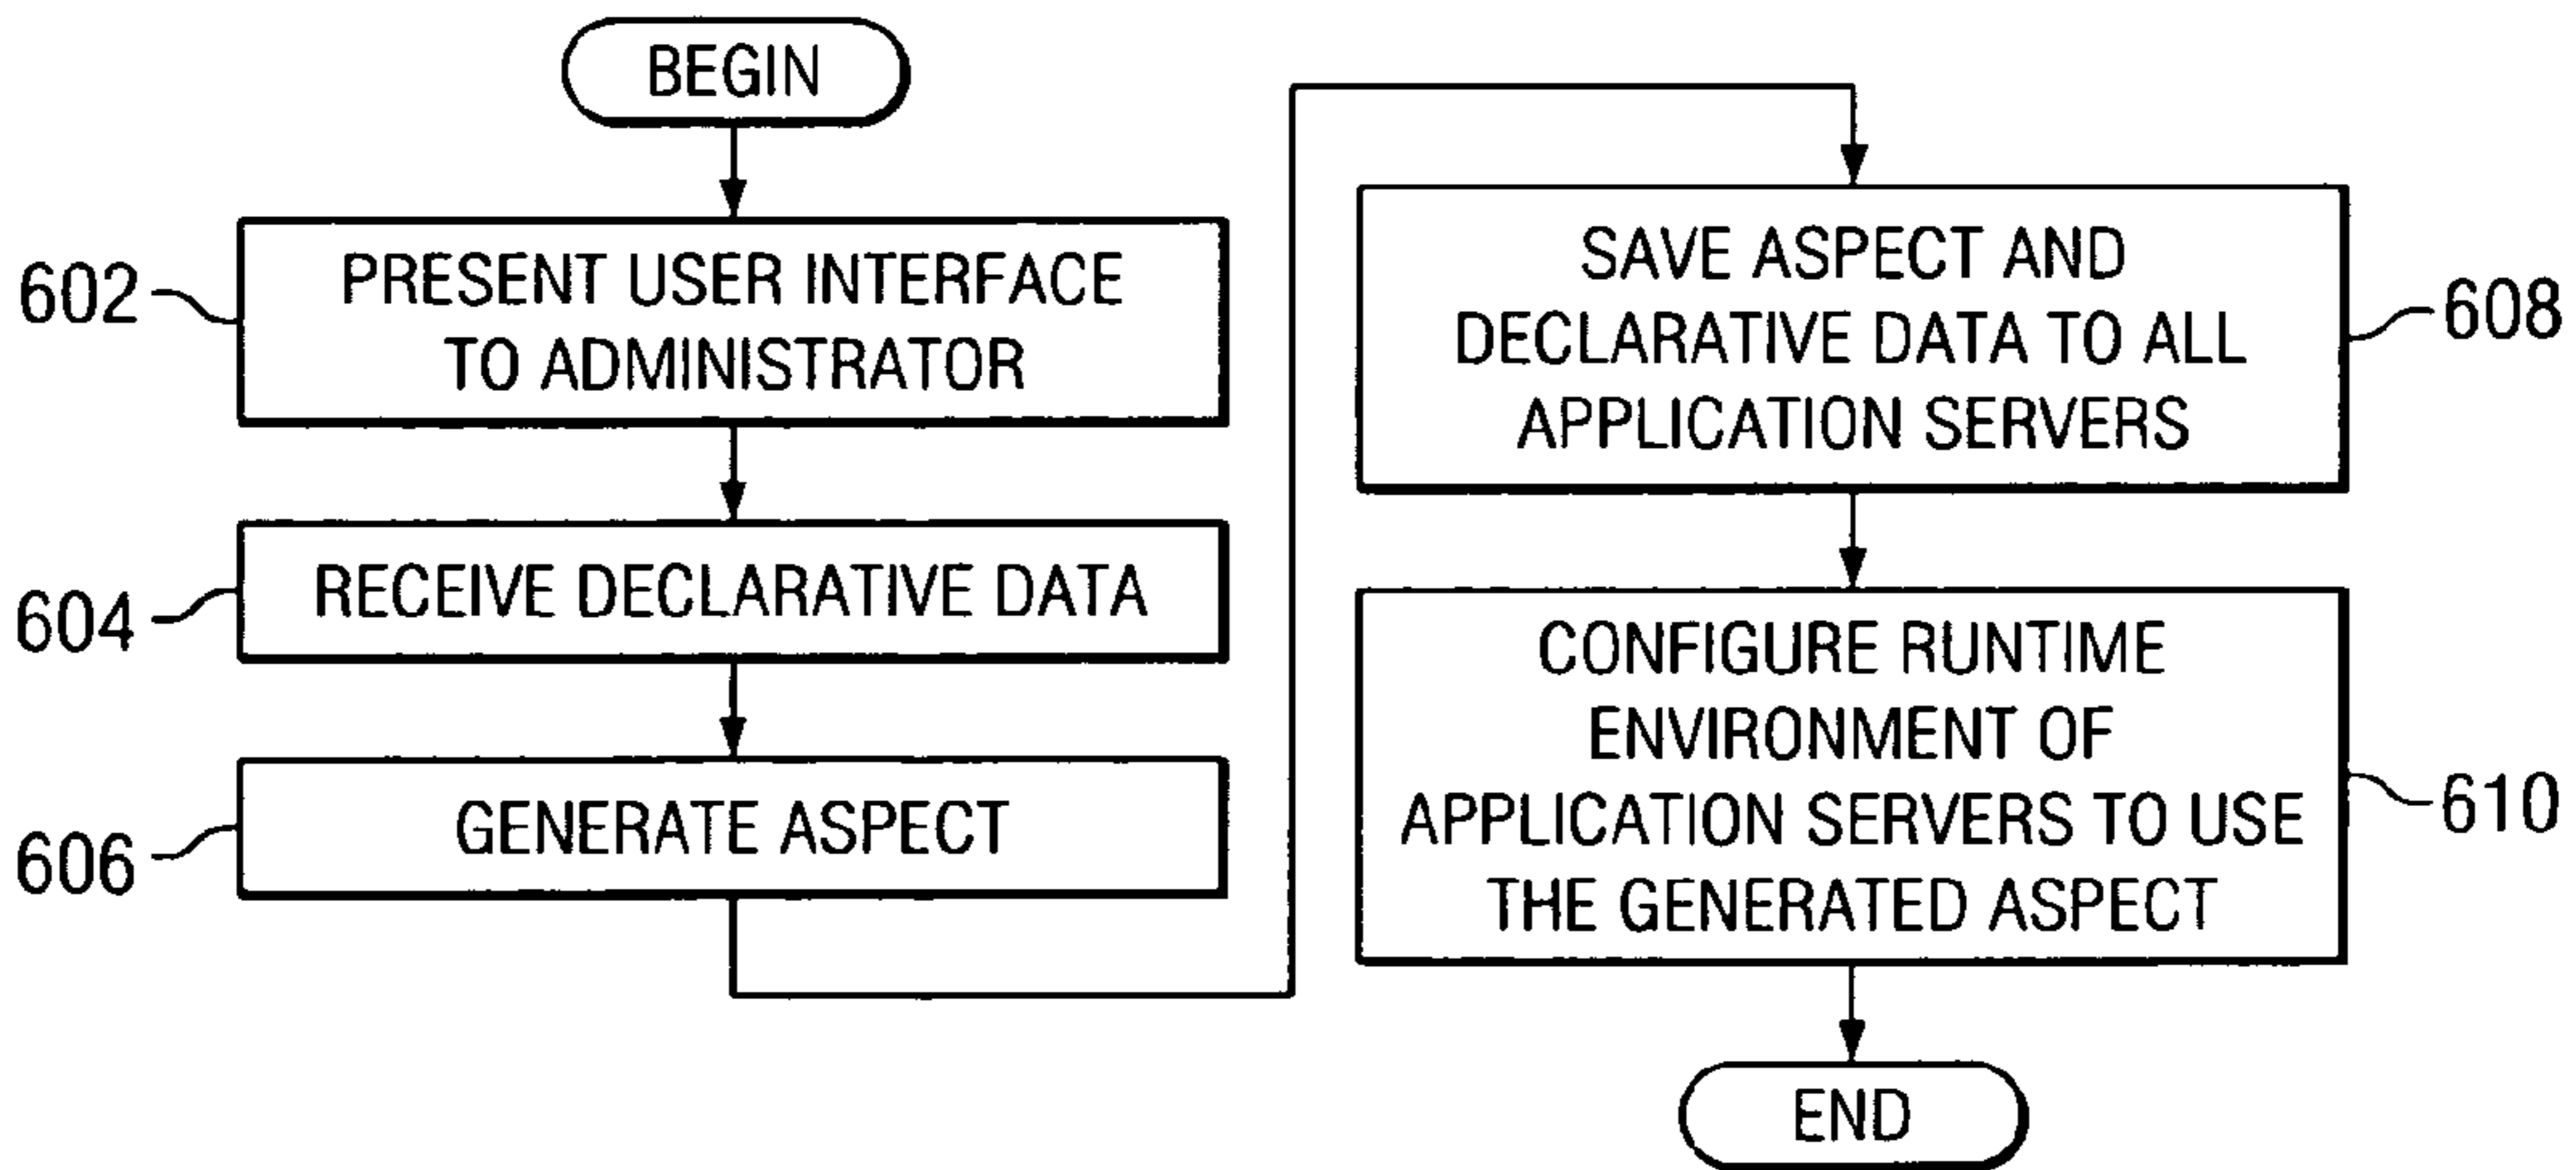 BEGIN
602
PRESENT USER INTERFACE
TO ADMINISTRATOR
604
RECEIVE DECLARATIVE DATA
606
GENERATE ASPECT
SAVE ASPECT AND
DECLARATIVE DATA TO ALL
APPLICATION SERVERS
608
CONFIGURE RUNTIME
ENVIRONMENT OF
APPLICATION SERVERS TO USE
THE GENERATED ASPECT
610
END